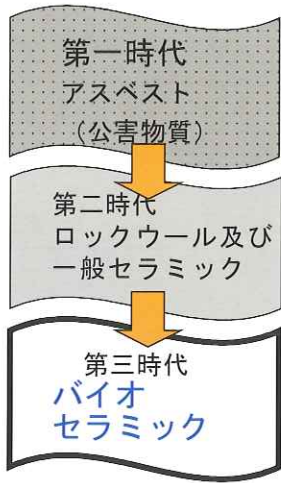 第一時代
アスベスト
（公害物質）
第二時代
ロックウール及び
一般セラミック
第三時代
バイオ
セラミック